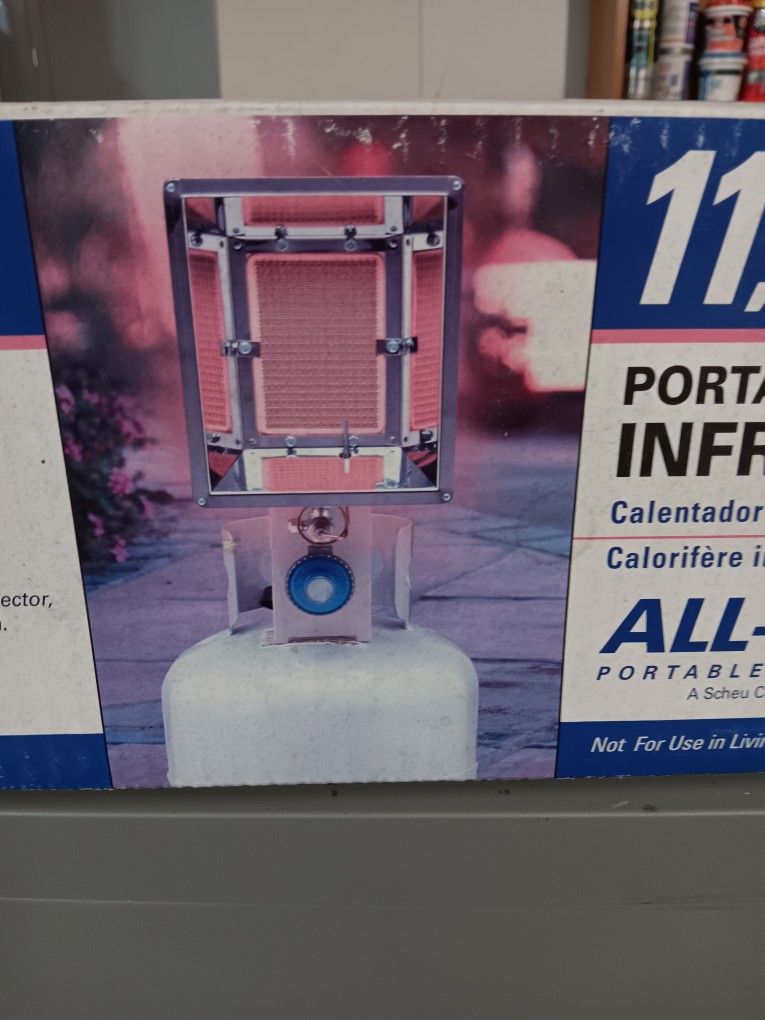 ector,
.
11,
PORTA
INFR
Calentador
Calorifère i
ALL-
PORTABLE
A Scheu C
Not For Use in Livi